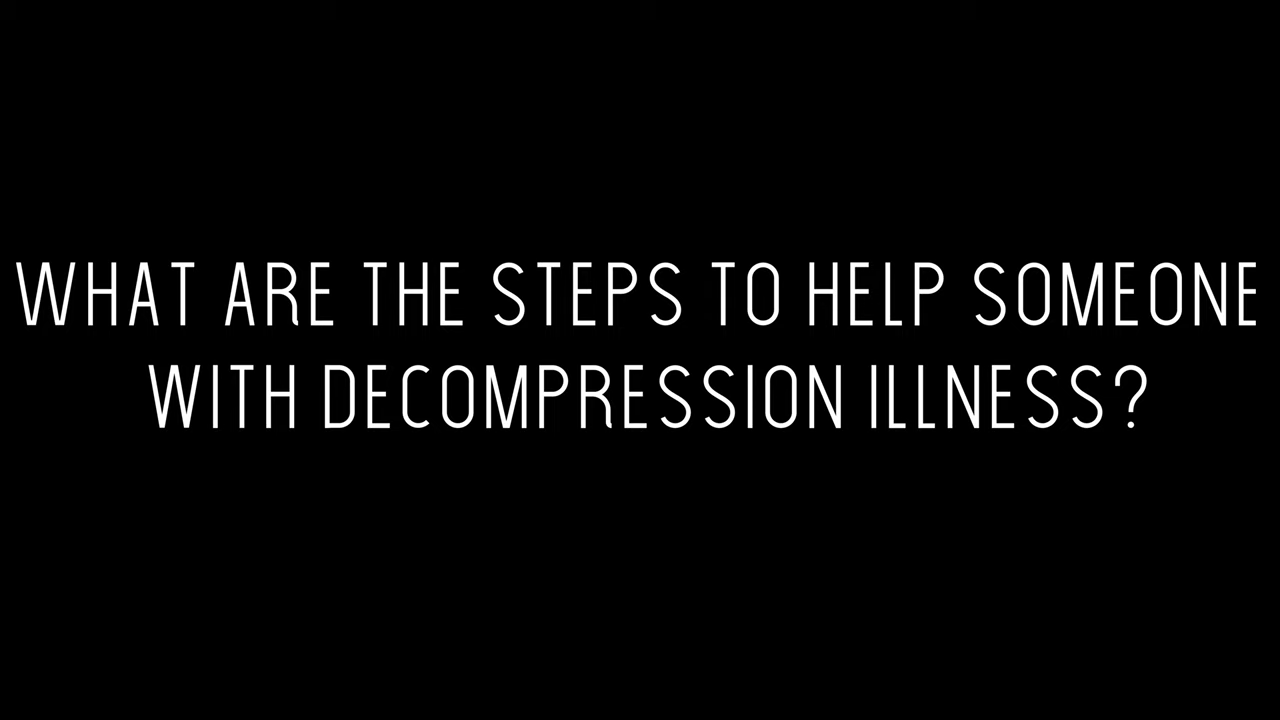 WHAT ARE THE STEPS TO HELP SOMEONE
WITH DECOMPRESSION ILLNESS?